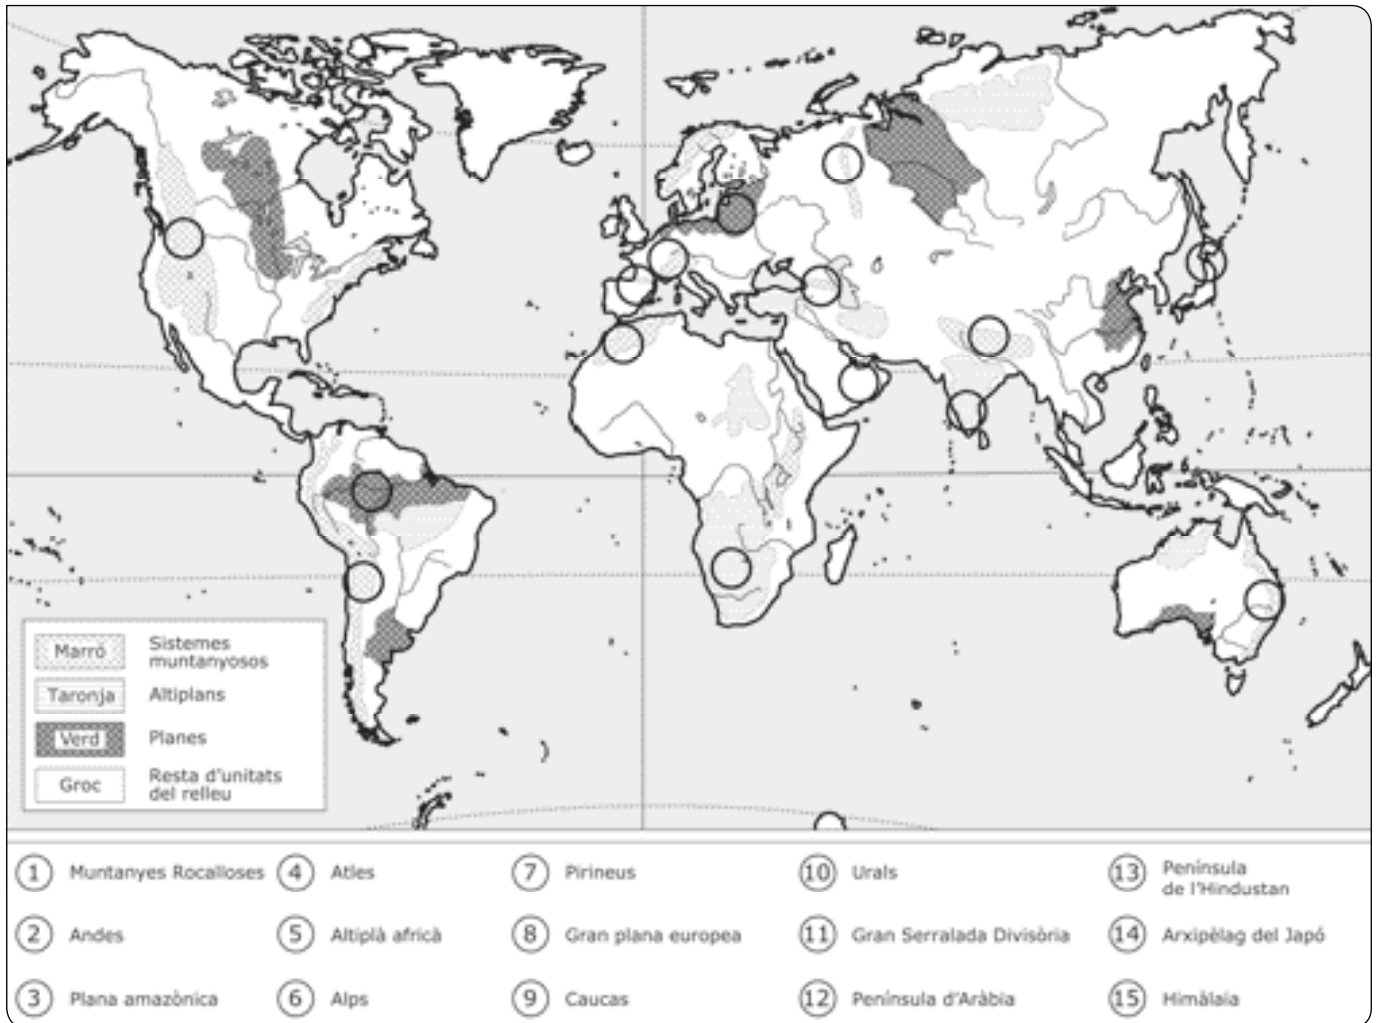 Marró
Sistemes
muntanyosos
Taronja
Altiplans
Verd
Planes
Groc
Resta d'unitats
del relleu
1 Muntanyes Rocalloses
4 Atles
7 Pirineus
10 Urals
13 Península
de l'Hindustan
2 Andes
5 Altiplà africà
8 Gran plana europea
11 Gran Serralada Divisòria
14 Arxipèlag del Japó
3 Plana amazònica
6 Alps
9 Caucas
12 Península d'Aràbia
15 Himàlaia